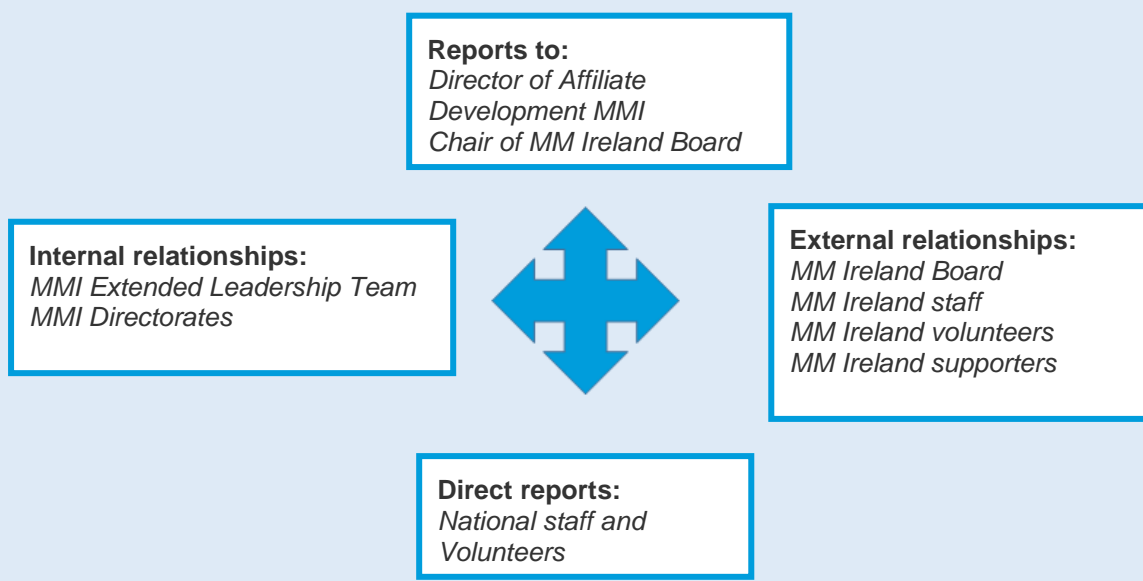 Reports to:
Director of Affiliate
Development MMI
Chair of MM Ireland Board
Internal relationships:
MMI Extended Leadership Team
MMI Directorates
External relationships:
MM Ireland Board
MM Ireland staff
MM Ireland volunteers
MM Ireland supporters
Direct reports:
National staff and
Volunteers